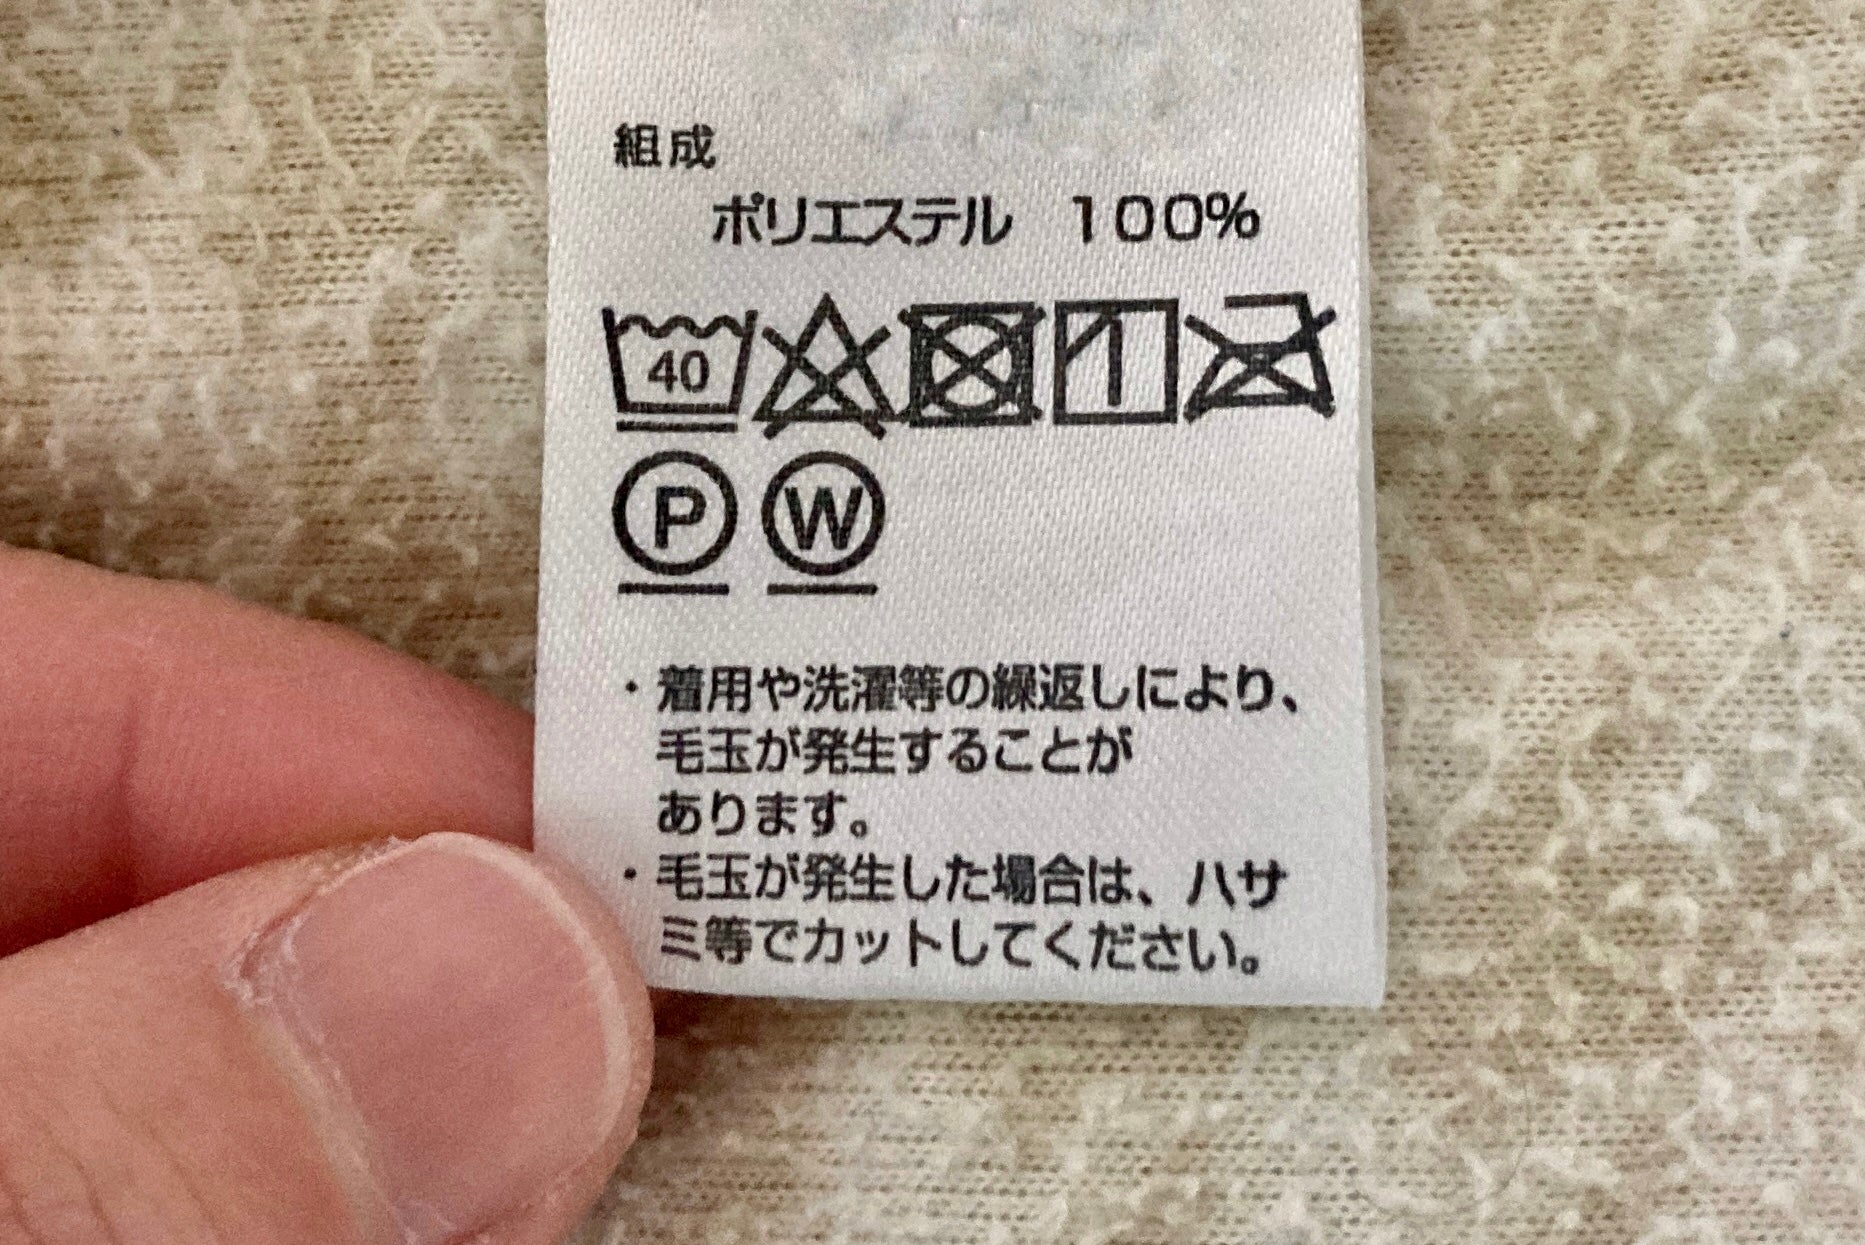 組成
ポリエステル 100%
40
P W
・着用や洗濯等の繰返しにより、
毛玉が発生することが
あります。
・毛玉が発生した場合は、ハサ
ミ等でカットしてください。